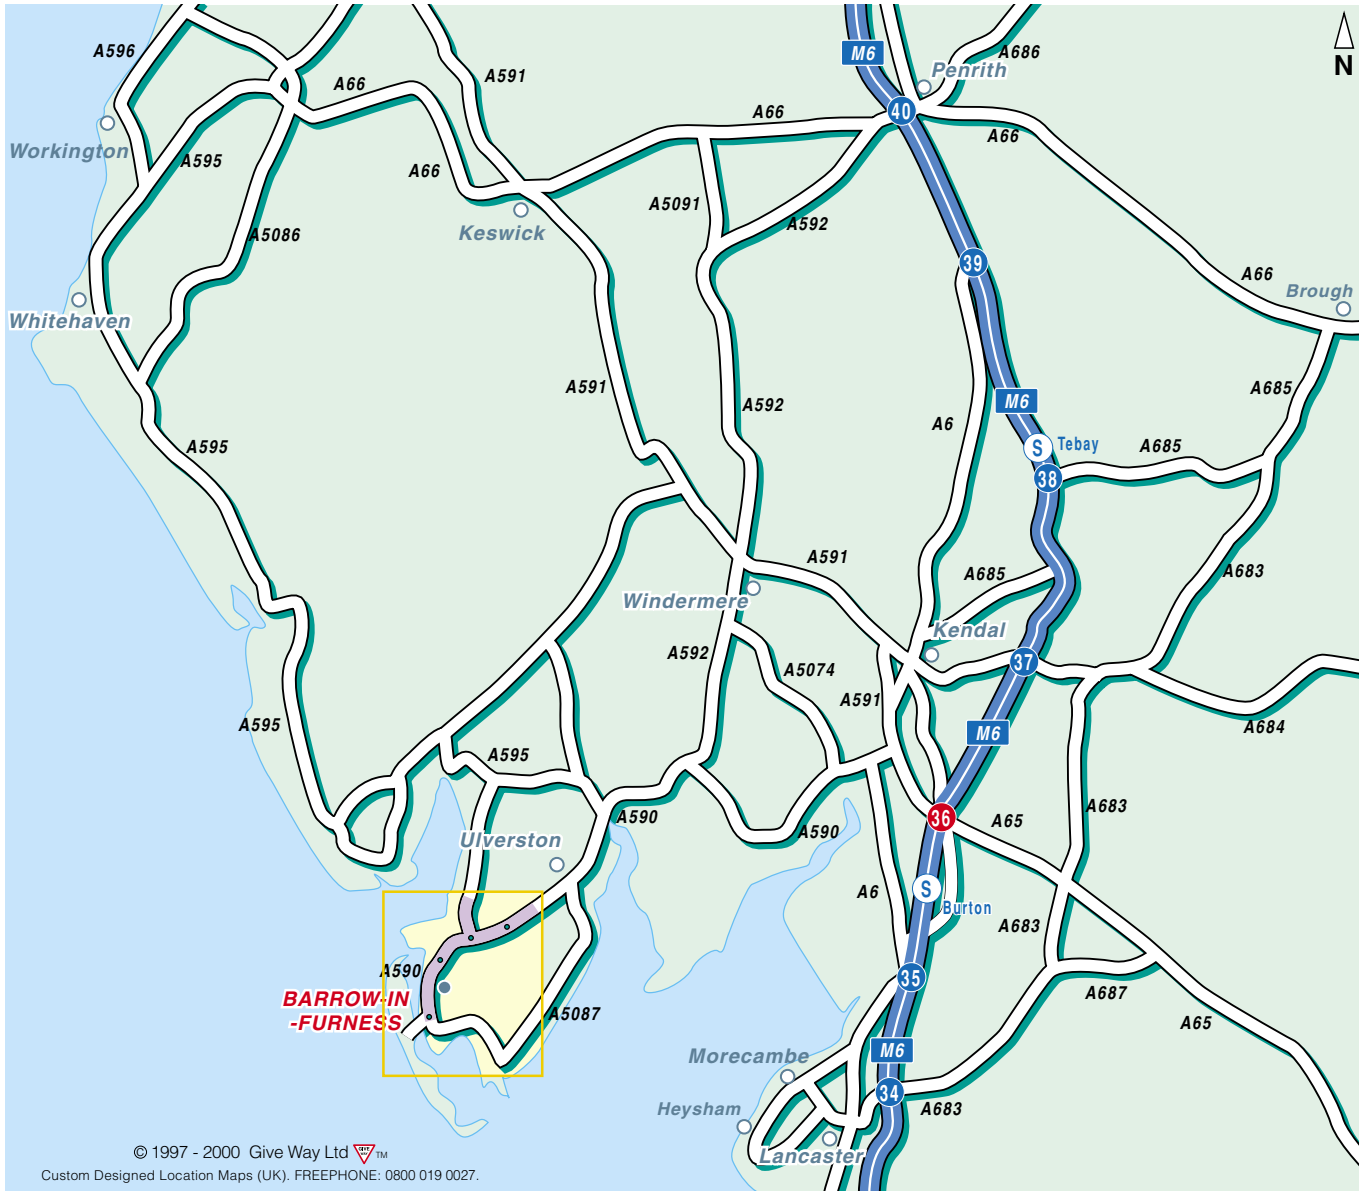 A596
A66
A591
M6
A686
N
Penrith
40
A66
A66
Workington
A595
A66
A5091
A592
A5086
Keswick
39
A66
Brough
Whitehaven
A591
A592
M6
A685
A6
A595
S
Tebay
A685
38
A591
A685
A683
Windermere
Kendal
A592
A5074
37
A591
A595
M6
A684
A595
A590
A590
36
A65
A683
Ulverston
A6
S
Burton
A683
A590
35
A687
BARROW-IN
-FURNESS
A5087
A65
M6
Morecambe
34
Heysham
A683
Lancaster
© 1997 - 2000 Give Way Ltd GIVE WAY TM
Custom Designed Location Maps (UK). FREEPHONE: 0800 019 0027.